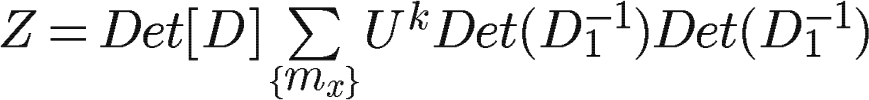 Z = Det[D] \sum_{\{m_x\}} U^k Det(D_1^{-1}) Det(D_1^{-1})